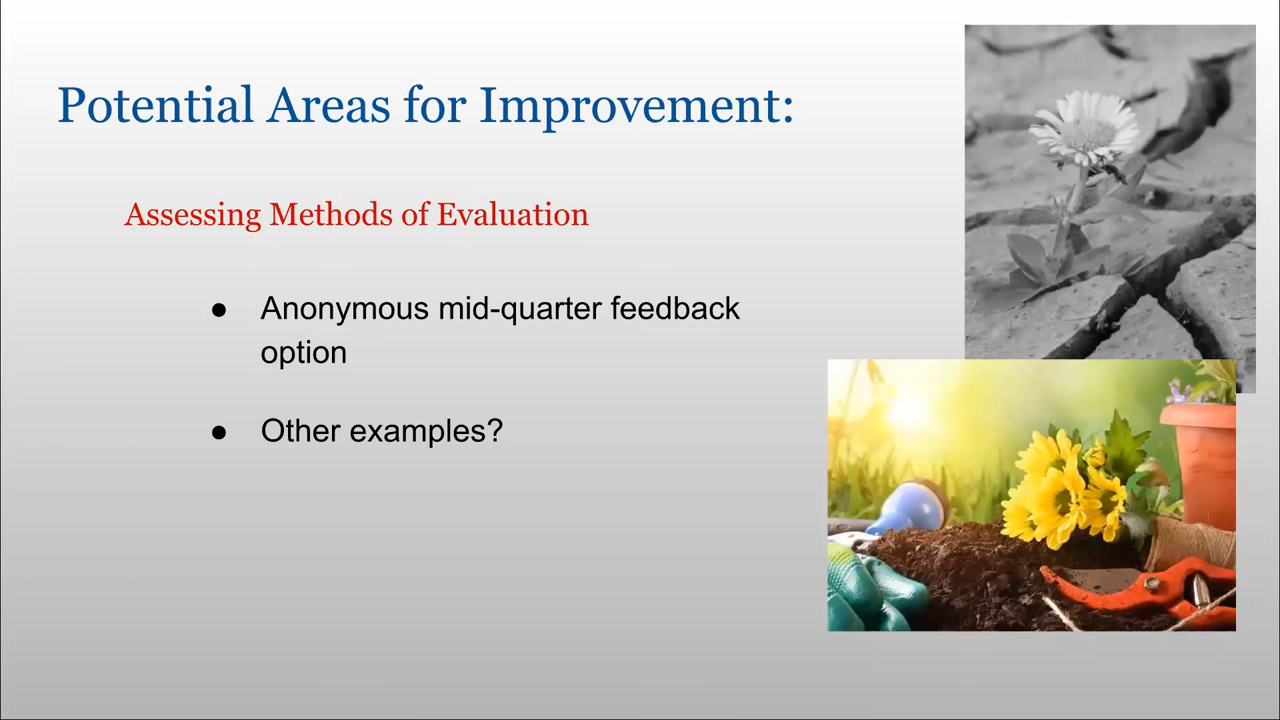 Potential Areas for Improvement:
Assessing Methods of Evaluation
● Anonymous mid-quarter feedback
option
● Other examples?